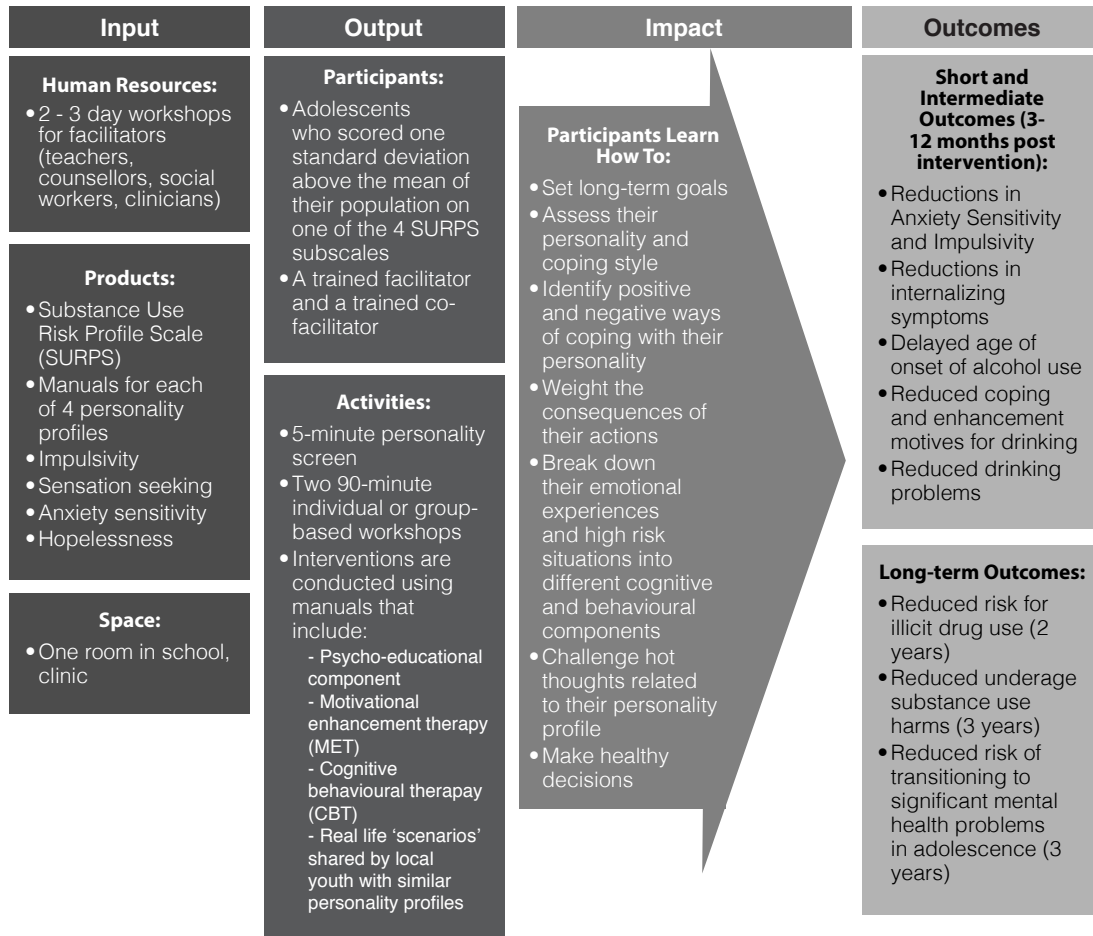 Input
Human Resources:
• 2 - 3 day workshops
for facilitators
(teachers,
counsellors, social
workers, clinicians)
Products:
• Substance Use
Risk Profile Scale
(SURPS)
• Manuals for each
of 4 personality
profiles
• Impulsivity
• Sensation seeking
• Anxiety sensitivity
• Hopelessness
Space:
• One room in school,
clinic
Output
Participants:
• Adolescents
who scored one
standard deviation
above the mean of
their population on
one of the 4 SURPS
subscales
• A trained facilitator
and a trained co-
facilitator
Activities:
• 5-minute personality
screen
• Two 90-minute
individual or group-
based workshops
• Interventions are
conducted using
manuals that
include:
- Psycho-educational
component
- Motivational
enhancement therapy
(MET)
- Cognitive
behavioural therapay
(CBT)
- Real life ‘scenarios’
shared by local
youth with similar
personality profiles
Impact
Participants Learn
How To:
• Set long-term goals
• Assess their
personality and
coping style
• Identify positive
and negative ways
of coping with their
personality
• Weight the
consequences of
their actions
• Break down
their emotional
experiences
and high risk
situations into
different cognitive
and behavioural
components
• Challenge hot
thoughts related
to their personality
profile
• Make healthy
decisions
Outcomes
Short and
Intermediate
Outcomes (3-
12 months post
intervention):
• Reductions in
Anxiety Sensitivity
and Impulsivity
• Reductions in
internalizing
symptoms
• Delayed age of
onset of alcohol use
• Reduced coping
and enhancement
motives for drinking
• Reduced drinking
problems
Long-term Outcomes:
• Reduced risk for
illicit drug use (2
years)
• Reduced underage
substance use
harms (3 years)
• Reduced risk of
transitioning to
significant mental
health problems
in adolescence (3
years)